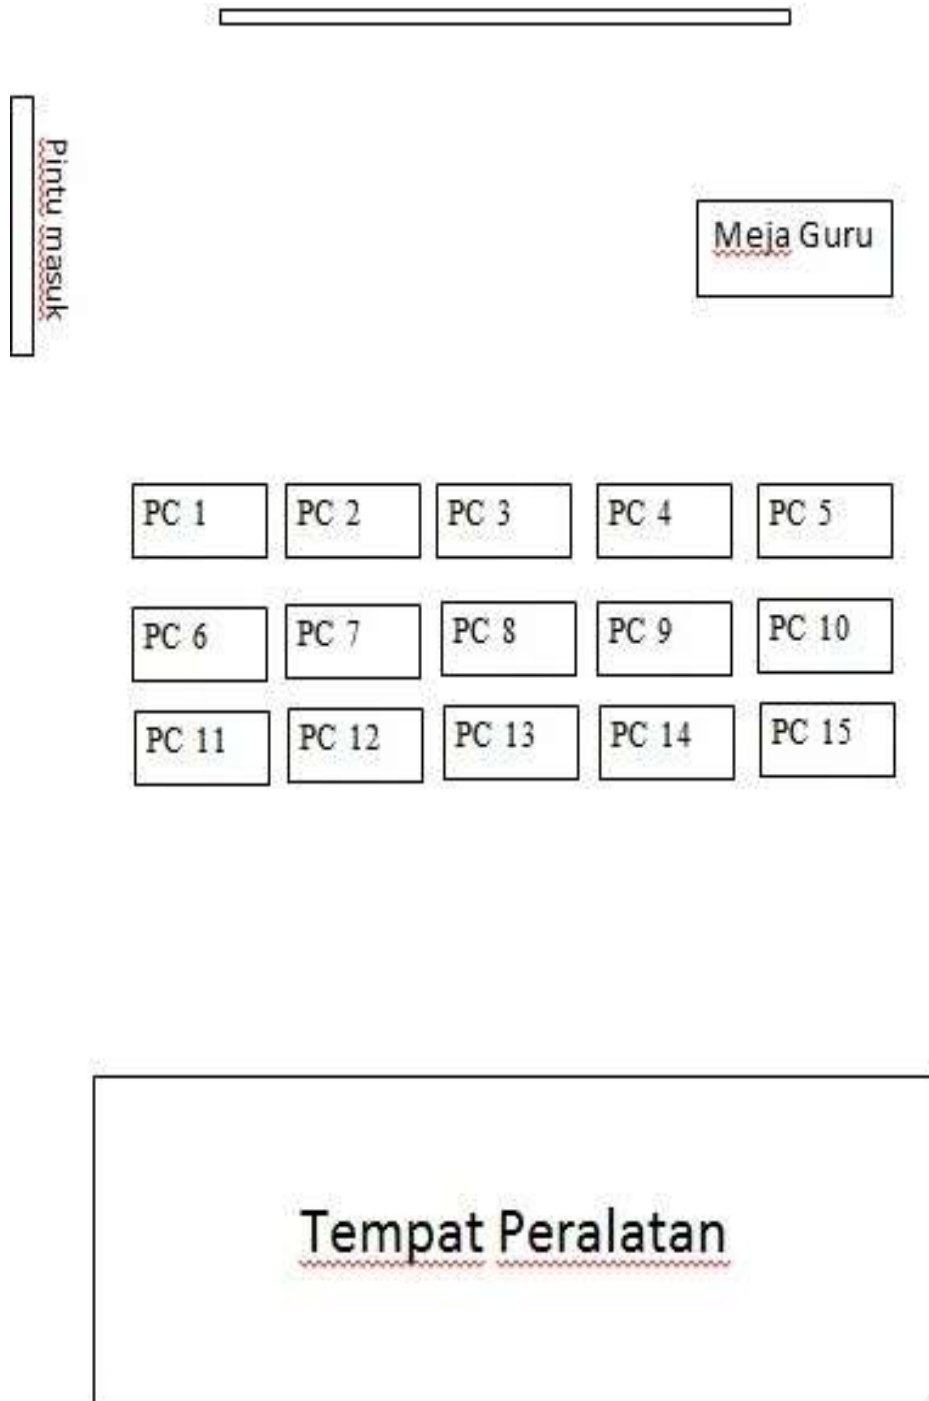 Pintu masuk
Meja Guru
PC 1
PC 2
PC 3
PC 4
PC 5
PC 6
PC 7
PC 8
PC 9
PC 10
PC 11
PC 12
PC 13
PC 14
PC 15
Tempat Peralatan